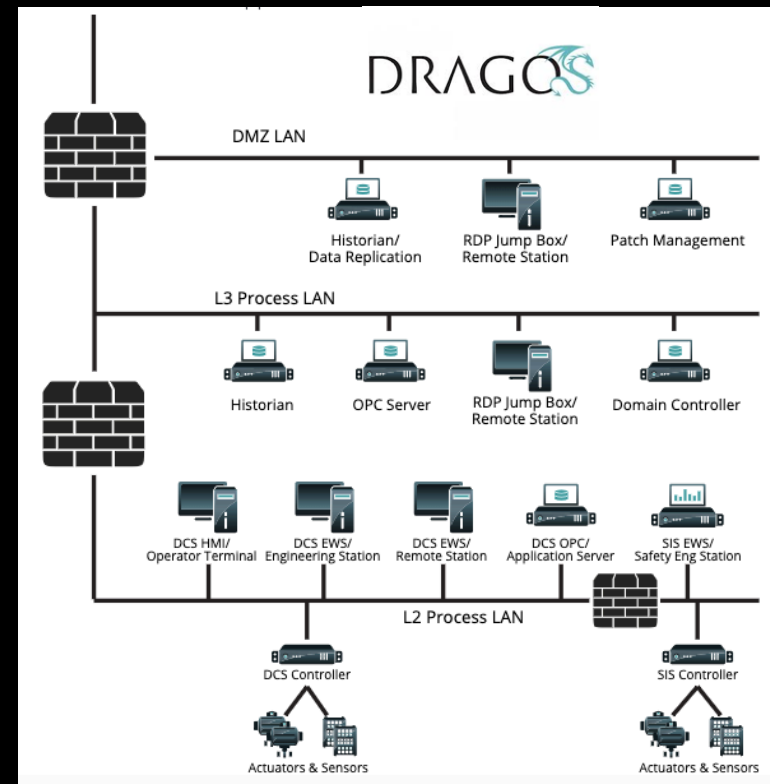 DRAGOS
DMZ LAN
Historian/
Data Replication
RDP Jump Box/
Remote Station
Patch Management
L3 Process LAN
Historian
OPC Server
RDP Jump Box/
Remote Station
Domain Controller
DCS HMI/
Operator Terminal
DCS EWS/
Engineering Station
DCS EWS/
Remote Station
DCS OPC/
Application Server
SIS EWS/
Safety Eng Station
L2 Process LAN
DCS Controller
SIS Controller
Actuators & Sensors
Actuators & Sensors